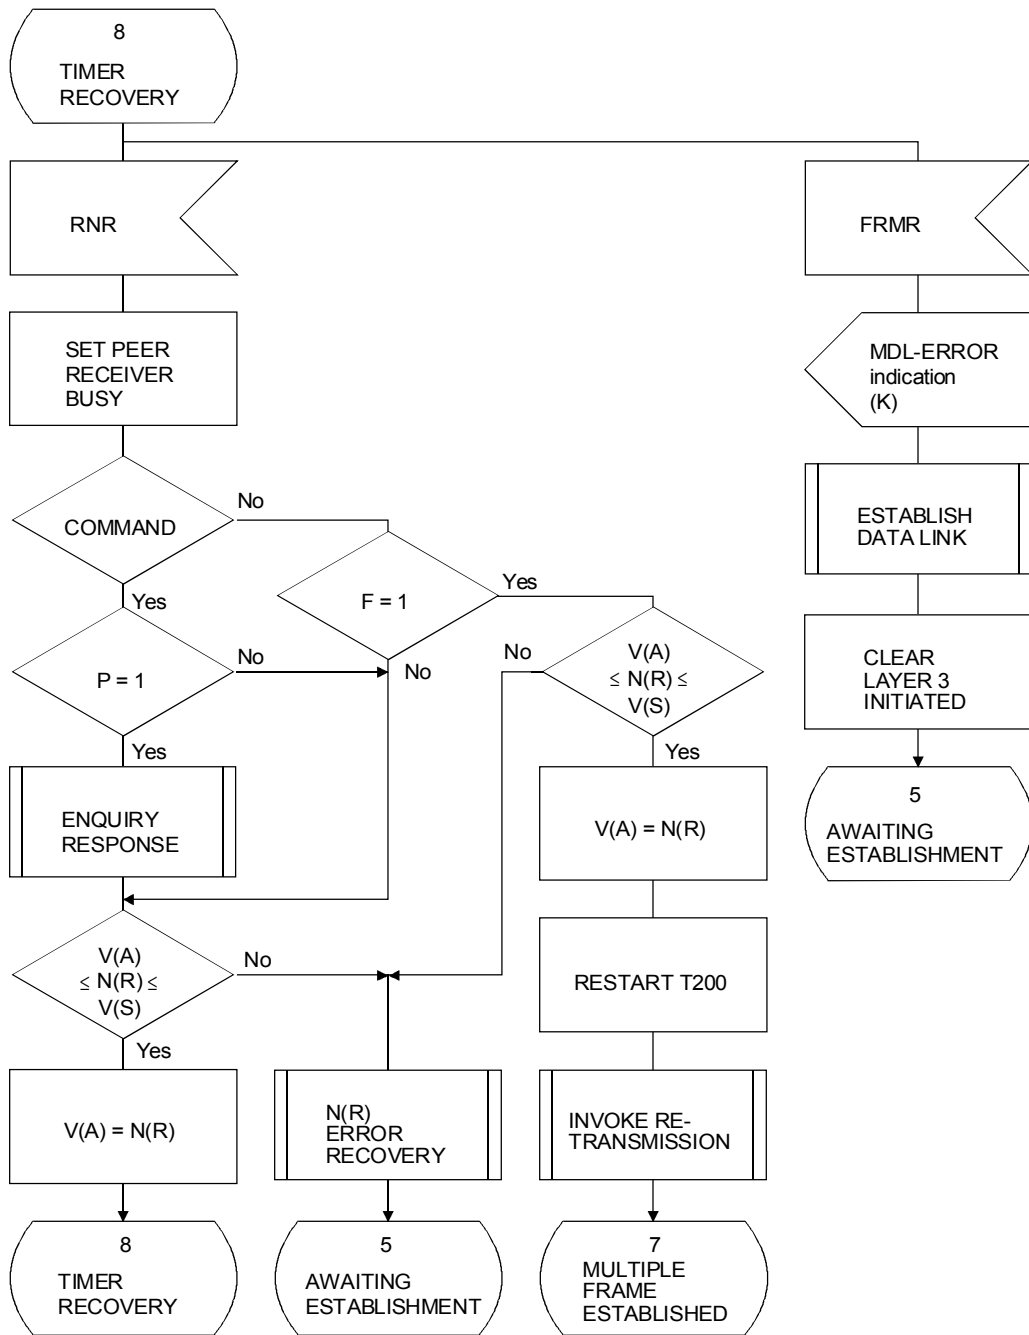 8
TIMER
RECOVERY
RNR
FRMR
SET PEER
RECEIVER
BUSY
MDL-ERROR
indication
(K)
COMMAND
No
Yes
F = 1
Yes
No
ESTABLISH
DATA LINK
P = 1
No
Yes
V(A)
≤ N(R) ≤
V(S)
No
Yes
CLEAR
LAYER 3
INITIATED
ENQUIRY
RESPONSE
V(A) = N(R)
5
AWAITING
ESTABLISHMENT
V(A)
≤ N(R) ≤
V(S)
No
Yes
RESTART T200
V(A) = N(R)
N(R)
ERROR
RECOVERY
INVOKE RE-
TRANSMISSION
8
TIMER
RECOVERY
5
AWAITING
ESTABLISHMENT
7
MULTIPLE
FRAME
ESTABLISHED